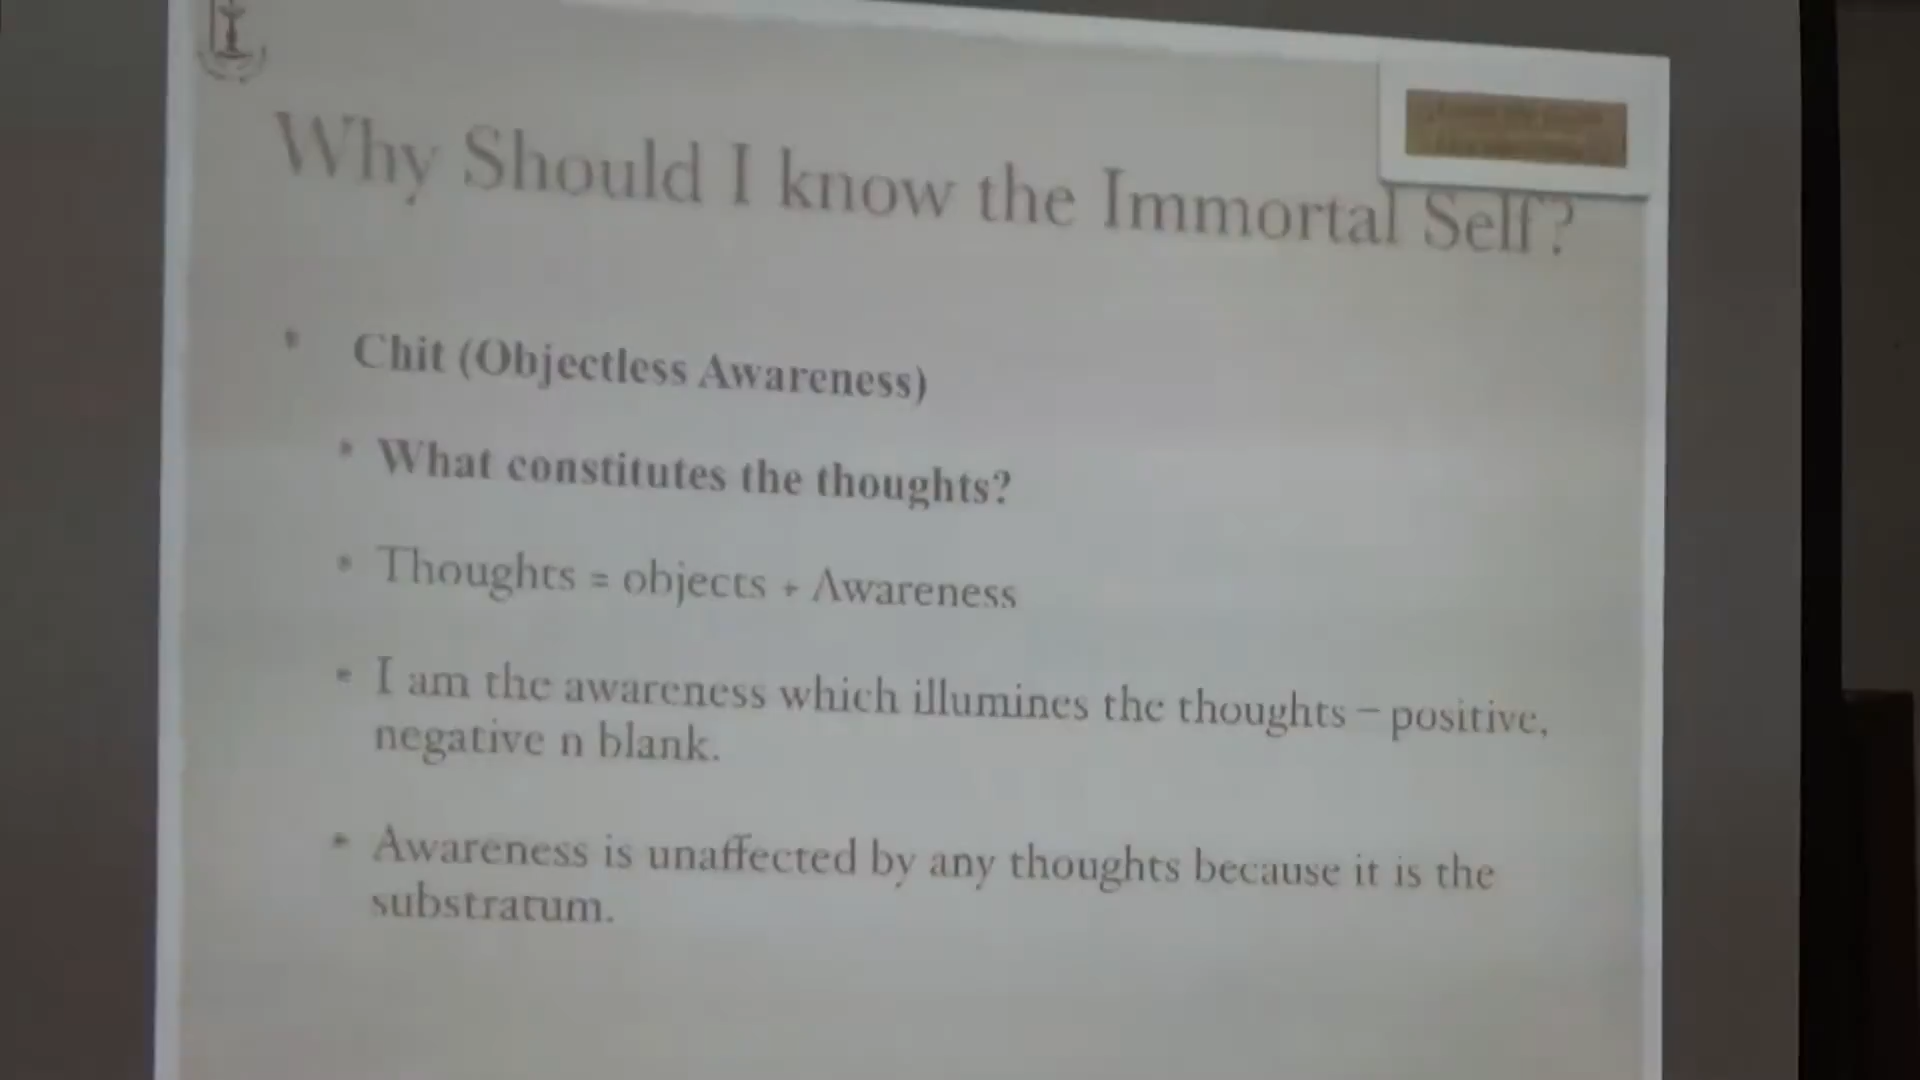 Why Should I know the Immortal Self?
• Chit (Objectless Awareness)
• What constitutes the thoughts?
• Thoughts = objects + Awareness
• I am the awareness which illumines the thoughts – positive,
negative n blank.
• Awareness is unaffected by any thoughts because it is the
substratum.